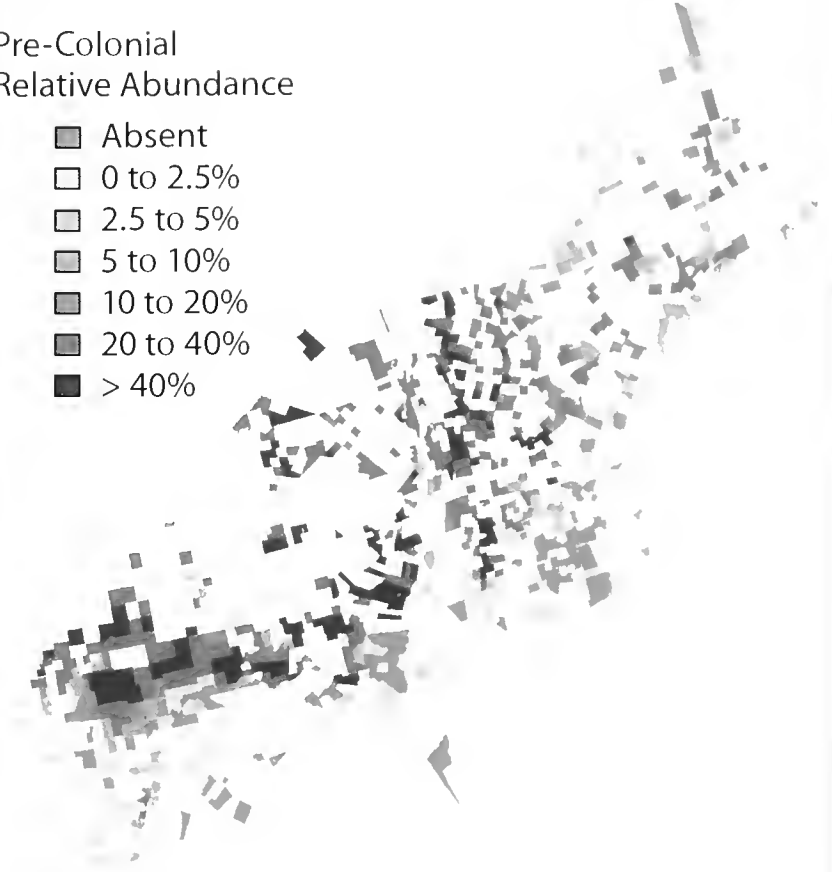 Pre-Colonial
Relative Abundance
Absent
0 to 2.5%
2.5 to 5%
5 to 10%
10 to 20%
20 to 40%
> 40%